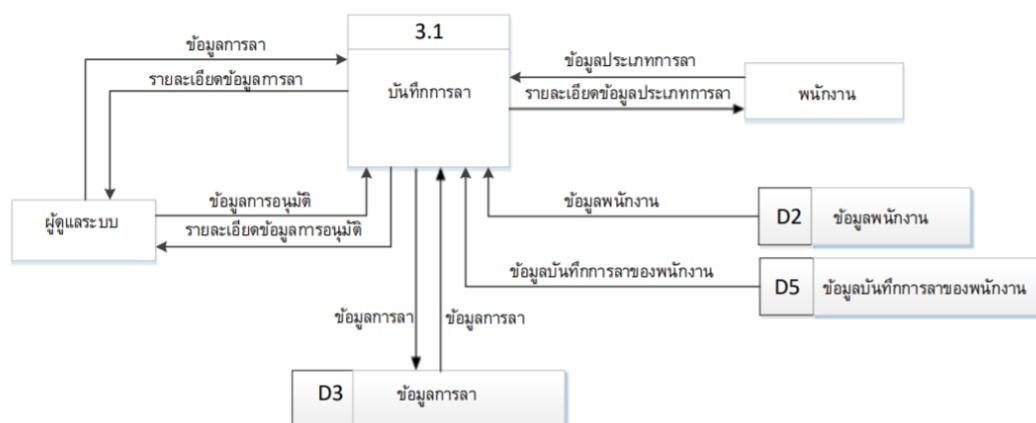 3.1
บันทึกการลา
ข้อมูลการลา
รายละเอียดข้อมูลการลา
ข้อมูลประเภทการลา
รายละเอียดข้อมูลประเภทการลา
พนักงาน
ผู้ดูแลระบบ
ข้อมูลการอนุมัติ
รายละเอียดข้อมูลการอนุมัติ
ข้อมูลพนักงาน
D2 ข้อมูลพนักงาน
ข้อมูลบันทึกการลาของพนักงาน
D5 ข้อมูลบันทึกการลาของพนักงาน
ข้อมูลการลา
ข้อมูลการลา
D3 ข้อมูลการลา